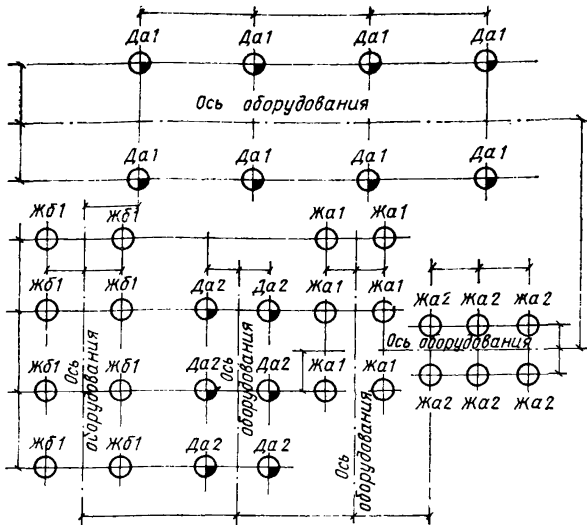 Да1 Да1 Да1 Да1
Ось оборудования
Да1 Да1 Да1 Да1
Жб1 Жб1 Жа1 Жа1
Жб1 Жб1 Да2 Да2 Жа1 Жа1
Жа2 Жа2 Жа2
Ось оборудования
Жб1 Жб1 Да2 Да2 Жа1 Жа1
Ось
оборудования
Ось
оборудования
Жа2 Жа2 Жа2
Жб1 Жб1 Да2 Да2
Ось
оборудования